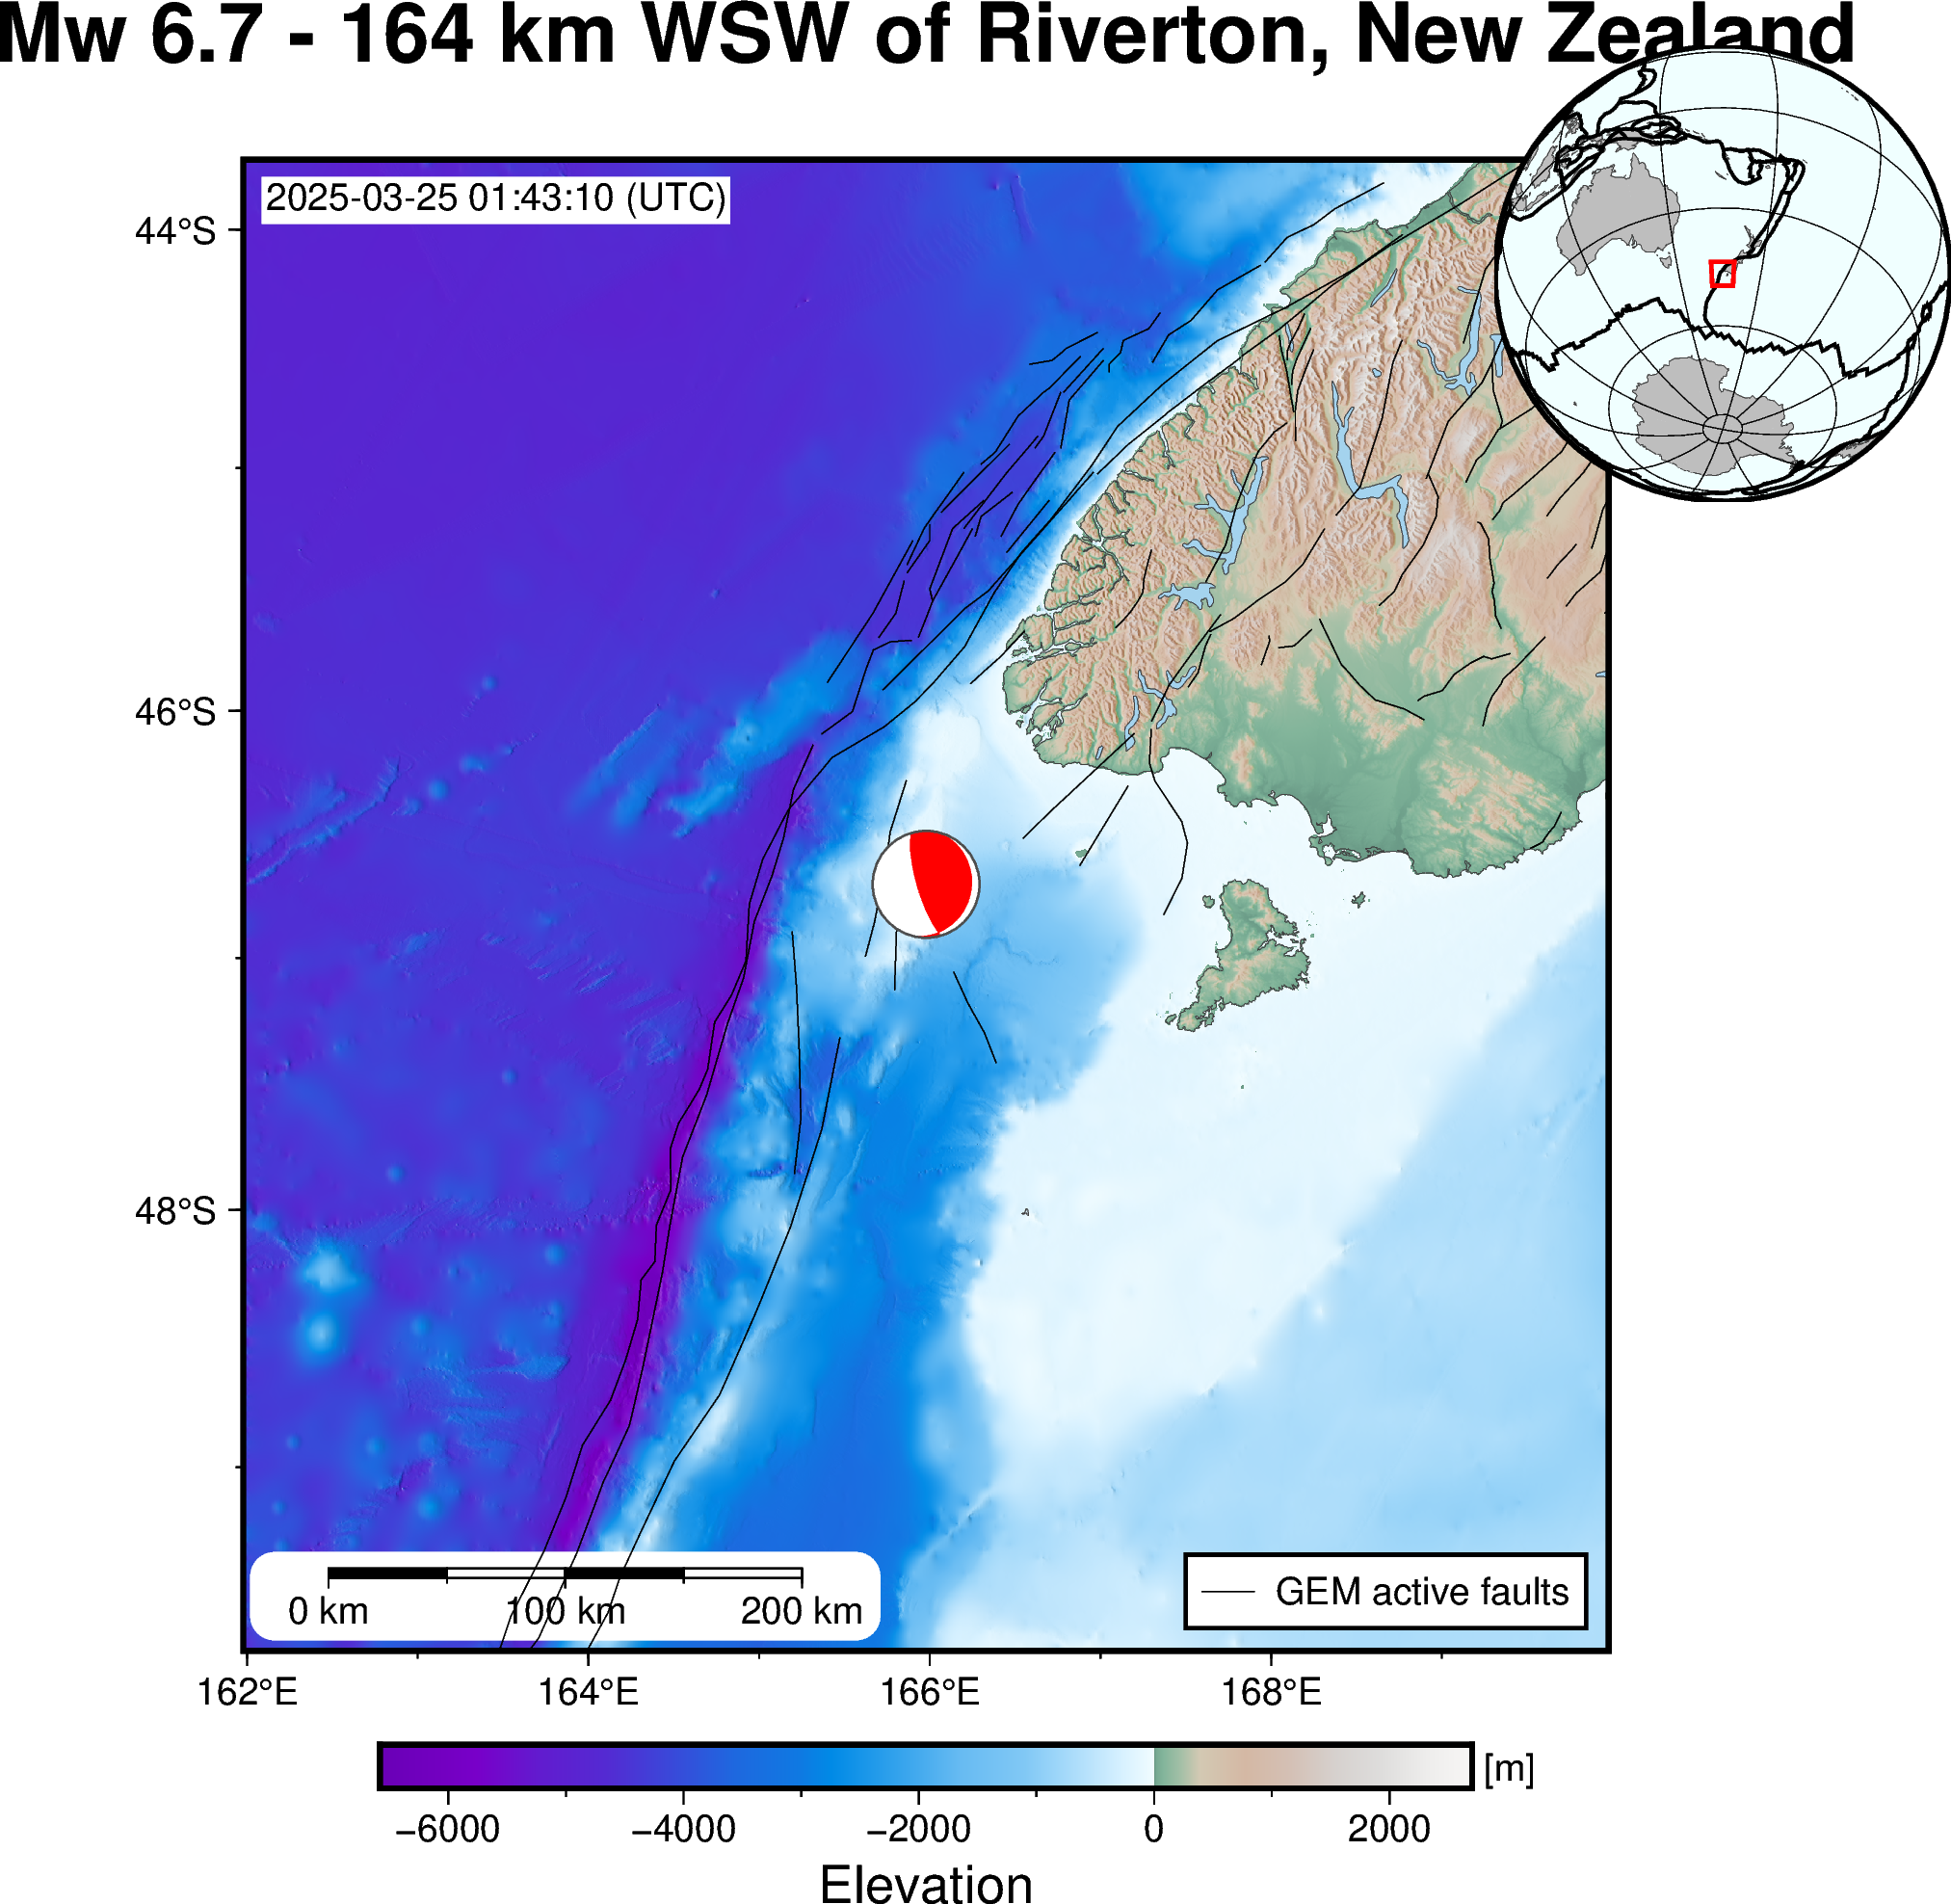 Mw 6.7 - 164 km WSW of Riverton, New Zealand
2025-03-25 01:43:10 (UTC)
44°S
46°S
48°S
0 km 100 km 200 km
GEM active faults
162°E 164°E 166°E 168°E
[m]
−6000 −4000 −2000 0 2000
Elevation